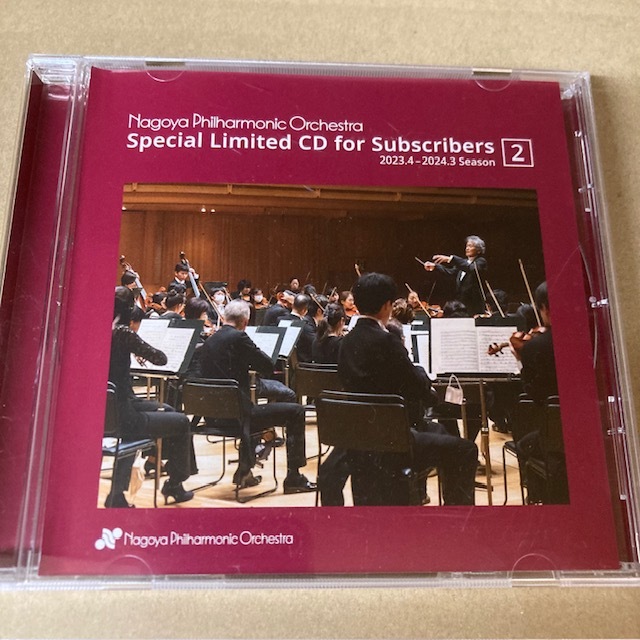 Nagoya Philharmonic Orchestra
Special Limited CD for Subscribers 2
2023.4–2024.3 Season
Nagoya Philharmonic Orchestra